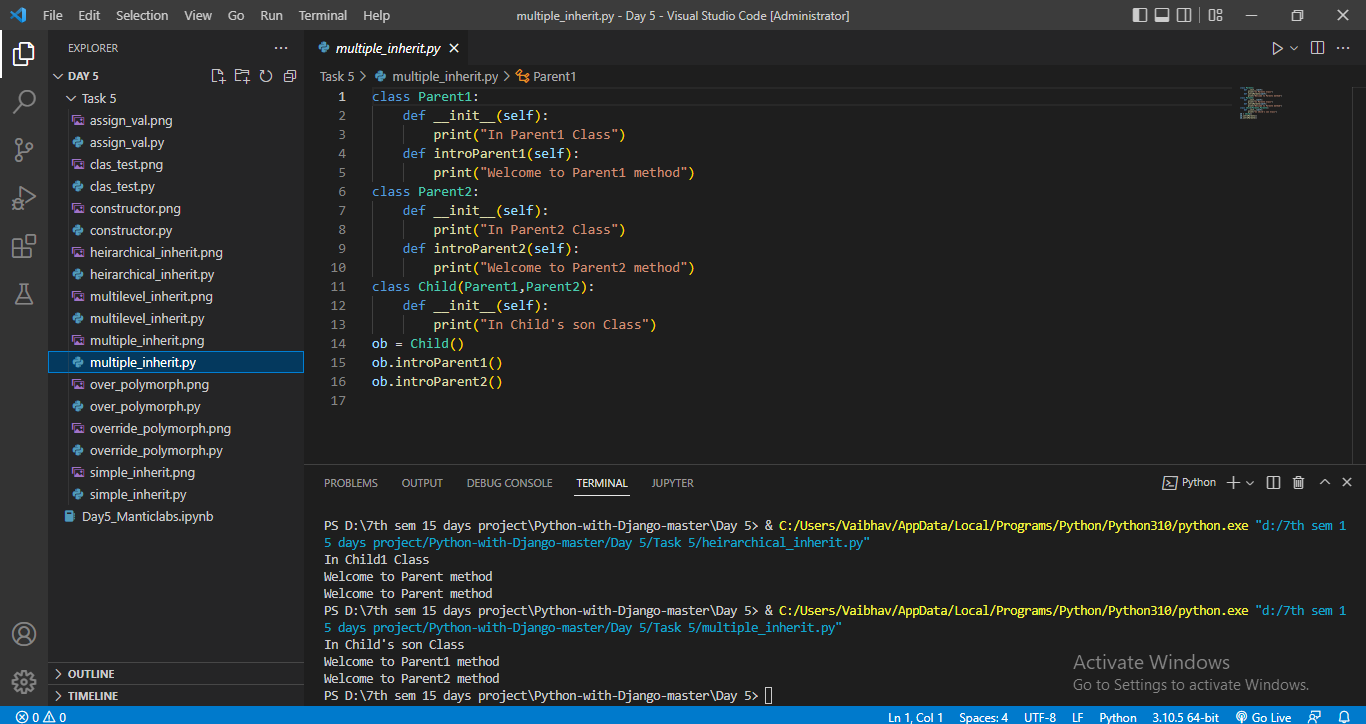 File Edit Selection View Go Run Terminal Help multiple_inherit.py - Day 5 - Visual Studio Code [Administrator]
EXPLORER
DAY 5
Task 5
assign_val.png
assign_val.py
clas_test.png
clas_test.py
constructor.png
constructor.py
heirarchical_inherit.png
heirarchical_inherit.py
multilevel_inherit.png
multilevel_inherit.py
multiple_inherit.png
multiple_inherit.py
over_polymorph.png
over_polymorph.py
override_polymorph.png
override_polymorph.py
simple_inherit.png
simple_inherit.py
Day5_Manticlabs.ipynb
OUTLINE
TIMELINE
multiple_inherit.py
Task 5 > multiple_inherit.py > Parent1
1 class Parent1:
2     def __init__(self):
3         print("In Parent1 Class")
4     def introParent1(self):
5         print("Welcome to Parent1 method")
6 class Parent2:
7     def __init__(self):
8         print("In Parent2 Class")
9     def introParent2(self):
10         print("Welcome to Parent2 method")
11 class Child(Parent1,Parent2):
12     def __init__(self):
13         print("In Child's son Class")
14 ob = Child()
15 ob.introParent1()
16 ob.introParent2()
17
PROBLEMS OUTPUT DEBUG CONSOLE TERMINAL JUPYTER Python
PS D:\7th sem 15 days project\Python-with-Django-master\Day 5> & C:/Users/Vaibhav/AppData/Local/Programs/Python/Python310/python.exe "d:/7th sem 1
5 days project/Python-with-Django-master/Day 5/Task 5/heirarchical_inherit.py"
In Child1 Class
Welcome to Parent method
Welcome to Parent method
PS D:\7th sem 15 days project\Python-with-Django-master\Day 5> & C:/Users/Vaibhav/AppData/Local/Programs/Python/Python310/python.exe "d:/7th sem 1
5 days project/Python-with-Django-master/Day 5/Task 5/multiple_inherit.py"
In Child's son Class
Welcome to Parent1 method
Welcome to Parent2 method
PS D:\7th sem 15 days project\Python-with-Django-master\Day 5>
Activate Windows
Go to Settings to activate Windows.
0 0 Ln 1, Col 1 Spaces: 4 UTF-8 LF Python 3.10.5 64-bit Go Live